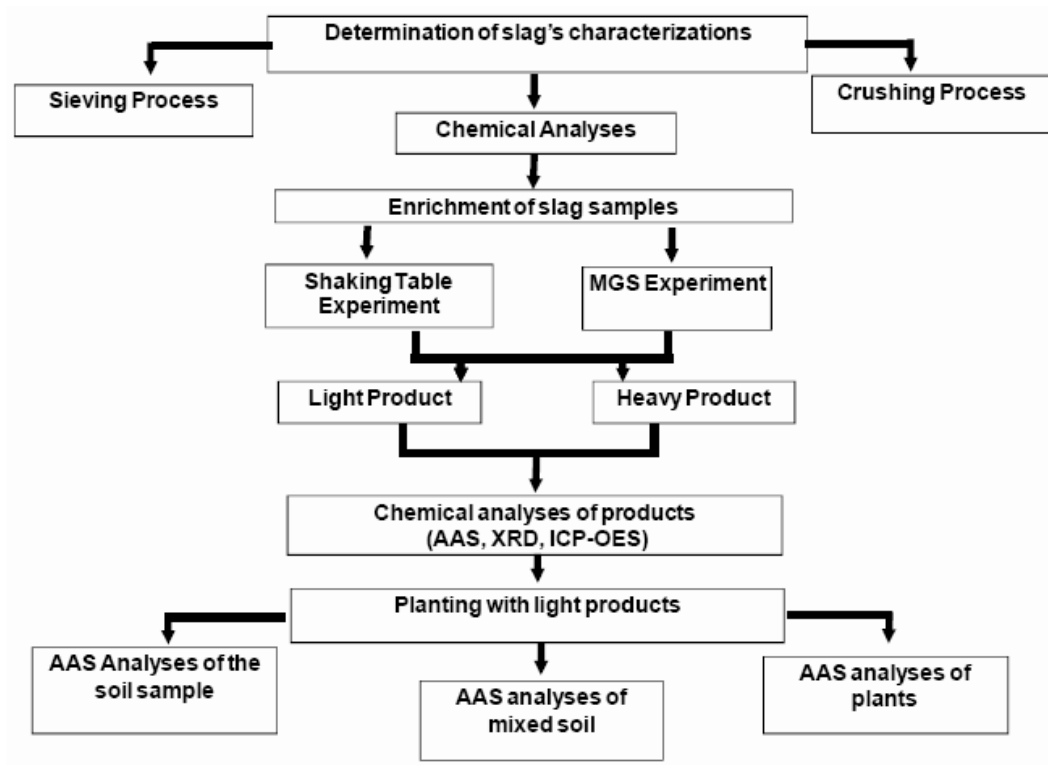 Determination of slag's characterizations
Sieving Process
Crushing Process
Chemical Analyses
Enrichment of slag samples
Shaking Table
Experiment
MGS Experiment
Light Product
Heavy Product
Chemical analyses of products
(AAS, XRD, ICP-OES)
Planting with light products
AAS Analyses of the
soil sample
AAS analyses of
mixed soil
AAS analyses of
plants